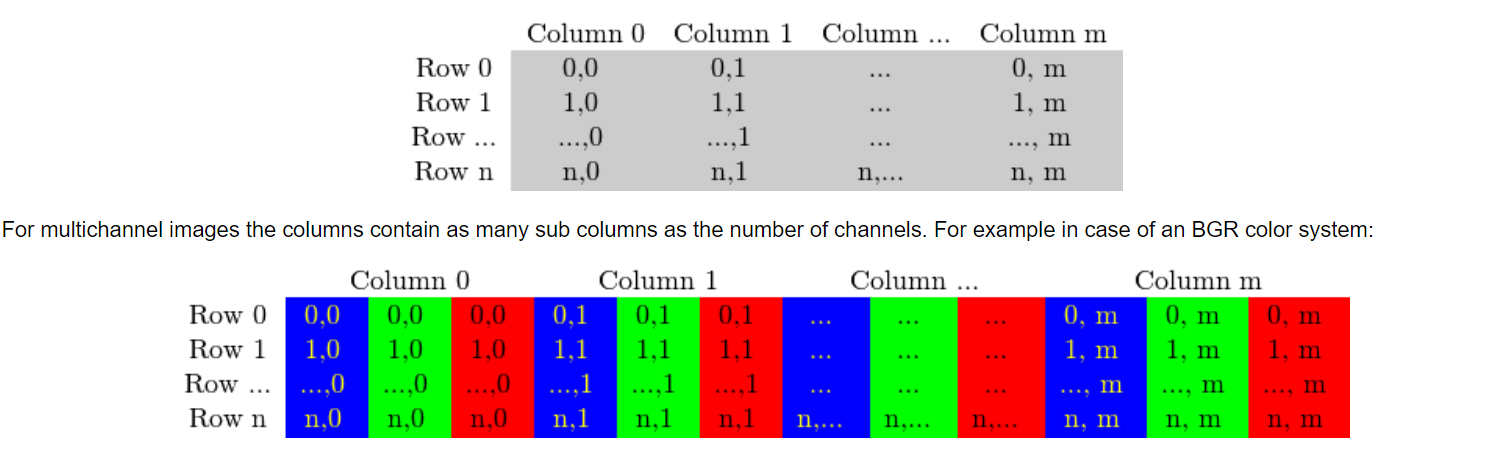 Column 0 Column 1 Column ... Column m
Row 0 0,0 0,1 ... 0, m
Row 1 1,0 1,1 ... 1, m
Row ... ...,0 ...,1 ... ..., m
Row n n,0 n,1 n,... n, m
For multichannel images the columns contain as many sub columns as the number of channels. For example in case of an BGR color system:
Column 0 Column 1 Column ... Column m
Row 0 0,0 0,0 0,0 0,1 0,1 0,1 ... ... ... 0, m 0, m 0, m
Row 1 1,0 1,0 1,0 1,1 1,1 1,1 ... ... ... 1, m 1, m 1, m
Row ... ...,0 ...,0 ...,0 ...,1 ...,1 ...,1 ... ... ... ..., m ..., m ..., m
Row n n,0 n,0 n,0 n,1 n,1 n,1 n,... n,... n,... n, m n, m n, m